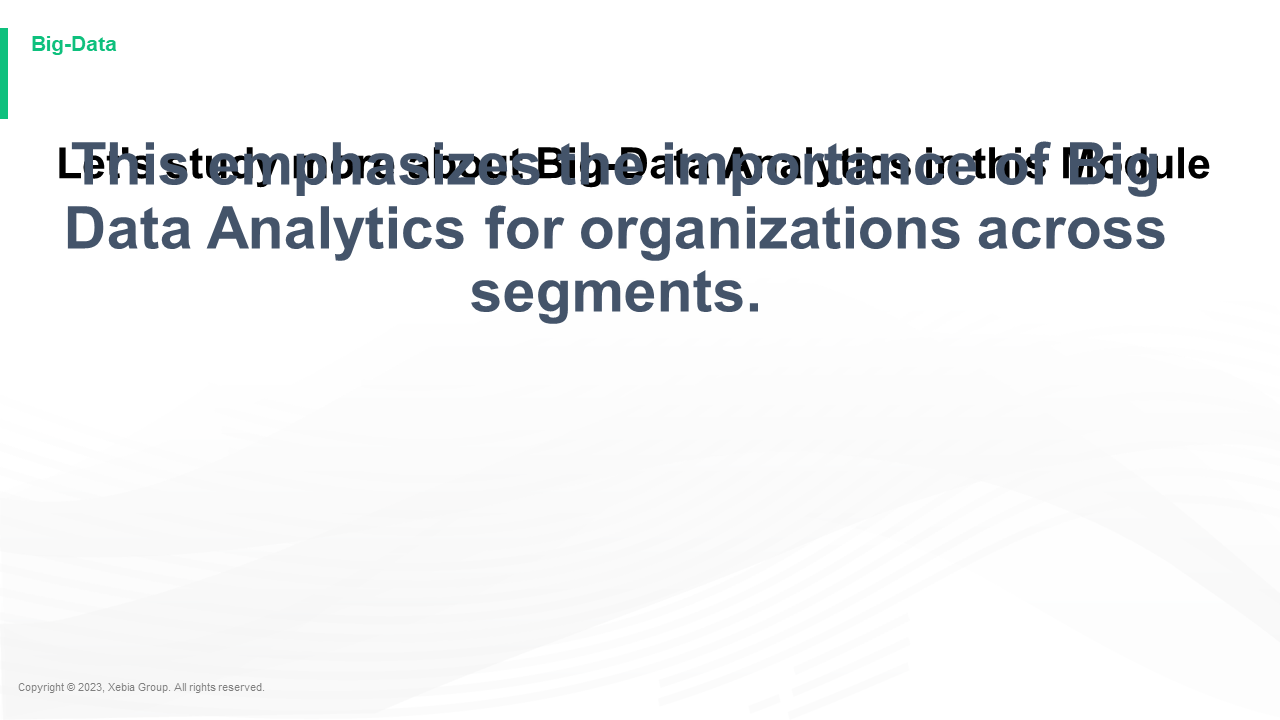 Big-Data
Let's study more about Big-Data Analytics in this Module
This emphasizes the importance of Big
Data Analytics for organizations across
segments.
Copyright © 2023, Xebia Group. All rights reserved.